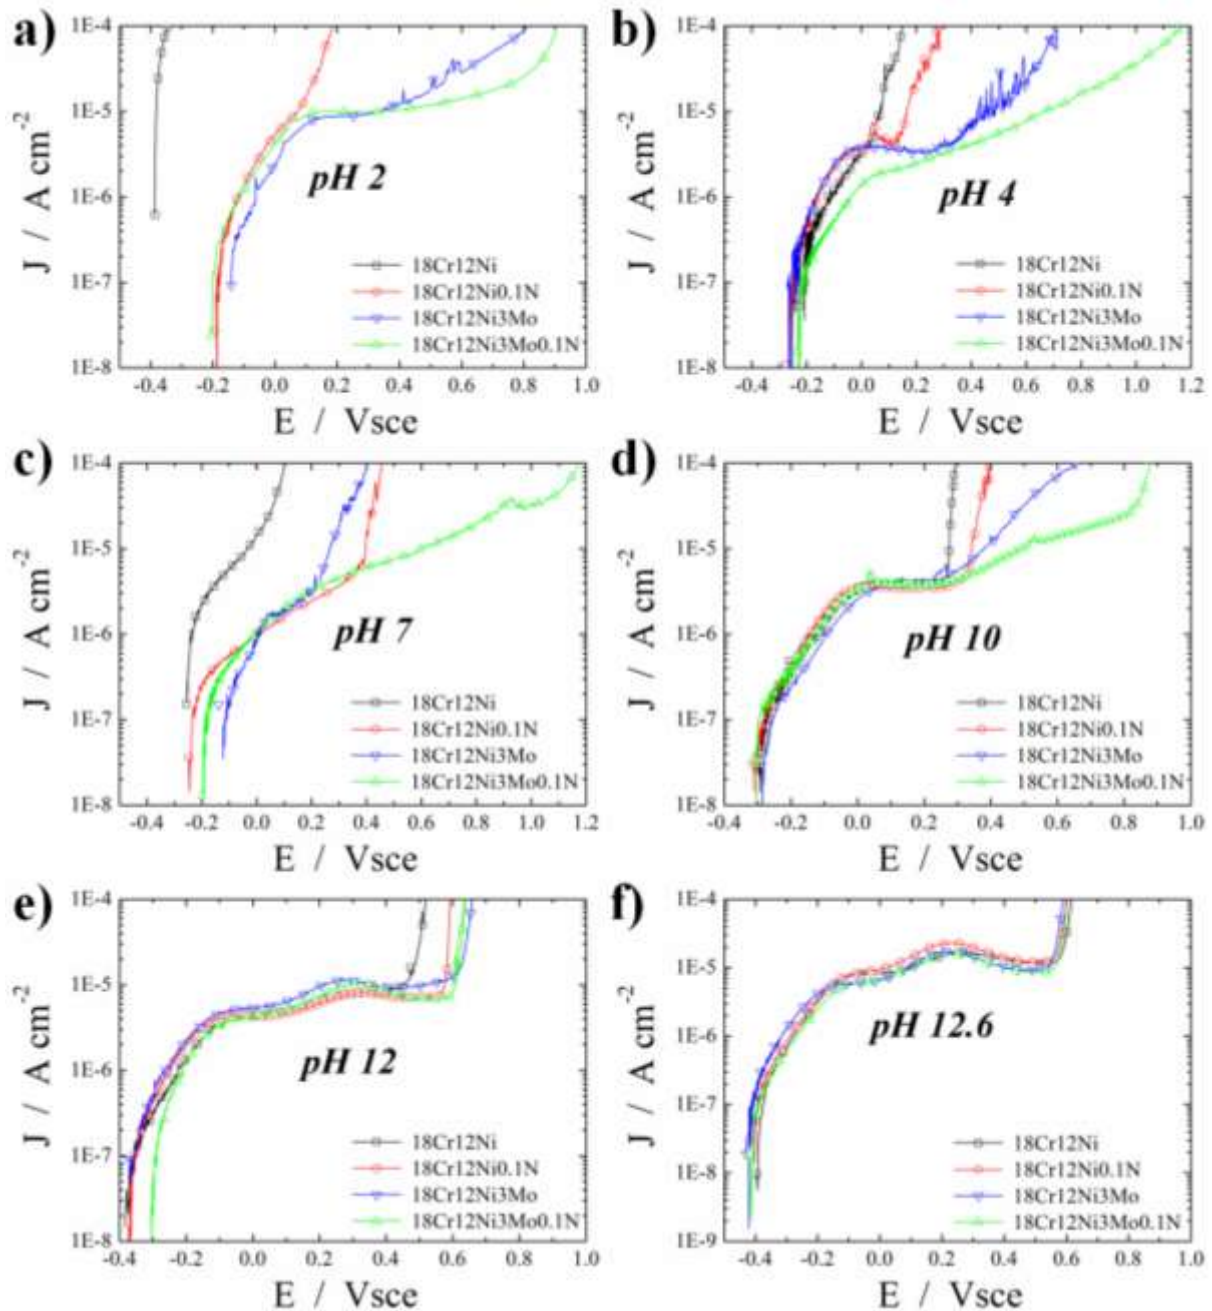 a)
1E-4
1E-5
1E-6
1E-7
1E-8
J / A cm-2
pH 2
18Cr12Ni
18Cr12Ni0.1N
18Cr12Ni3Mo
18Cr12Ni3Mo0.1N
-0.4 -0.2 0.0 0.2 0.4 0.6 0.8 1.0
E / Vsce
b)
1E-4
1E-5
1E-6
1E-7
1E-8
J / A cm-2
pH 4
18Cr12Ni
18Cr12Ni0.1N
18Cr12Ni3Mo
18Cr12Ni3Mo0.1N
-0.4 -0.2 0.0 0.2 0.4 0.6 0.8 1.0 1.2
E / Vsce
c)
1E-4
1E-5
1E-6
1E-7
1E-8
J / A cm-2
pH 7
18Cr12Ni
18Cr12Ni0.1N
18Cr12Ni3Mo
18Cr12Ni3Mo0.1N
-0.4 -0.2 0.0 0.2 0.4 0.6 0.8 1.0 1.2
E / Vsce
d)
1E-4
1E-5
1E-6
1E-7
1E-8
J / A cm-2
pH 10
18Cr12Ni
18Cr12Ni0.1N
18Cr12Ni3Mo
18Cr12Ni3Mo0.1N
-0.4 -0.2 0.0 0.2 0.4 0.6 0.8 1.0
E / Vsce
e)
1E-4
1E-5
1E-6
1E-7
1E-8
J / A cm-2
pH 12
18Cr12Ni
18Cr12Ni0.1N
18Cr12Ni3Mo
18Cr12Ni3Mo0.1N
-0.4 -0.2 0.0 0.2 0.4 0.6 0.8 1.0
E / Vsce
f)
1E-4
1E-5
1E-6
1E-7
1E-8
1E-9
J / A cm-2
pH 12.6
18Cr12Ni
18Cr12Ni0.1N
18Cr12Ni3Mo
18Cr12Ni3Mo0.1N
-0.4 -0.2 0.0 0.2 0.4 0.6 0.8 1.0
E / Vsce